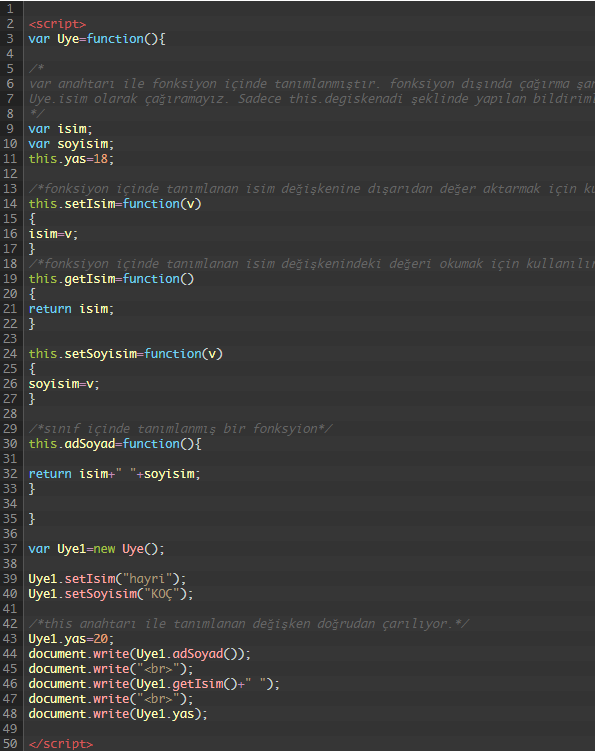 1
2 <script>
3 var Uye=function(){
4
5 /*
6 var anahtarı ile fonksiyon içinde tanımlanmıştır. fonksiyon dışında çağırma
7 Uye.isim olarak çağıramayız. Sadece this.degiskenadi şeklinde yapılan
8 */
9 var isim;
10 var soyisim;
11 this.yas=18;
12
13 /*fonksiyon içinde tanımlanan isim değişkenine dışarıdan değer aktarmak için
14 this.setIsim=function(v)
15 {
16 isim=v;
17 }
18 /*fonksiyon içinde tanımlanan isim değişkenindeki değeri okumak için
19 this.getIsim=function()
20 {
21 return isim;
22 }
23
24 this.setSoyisim=function(v)
25 {
26 soyisim=v;
27 }
28
29 /*sınıf içinde tanımlanmış bir fonksyion*/
30 this.adSoyad=function(){
31
32 return isim+" "+soyisim;
33 }
34
35 }
36
37 var Uye1=new Uye();
38
39 Uye1.setIsim("hayri");
40 Uye1.setSoyisim("KOÇ");
41
42 /*this anahtarı ile tanımlanan değişken doğrudan çarılıyor.*/
43 Uye1.yas=20;
44 document.write(Uye1.adSoyad());
45 document.write("<br>");
46 document.write(Uye1.getIsim()+" ");
47 document.write("<br>");
48 document.write(Uye1.yas);
49
50 </script>